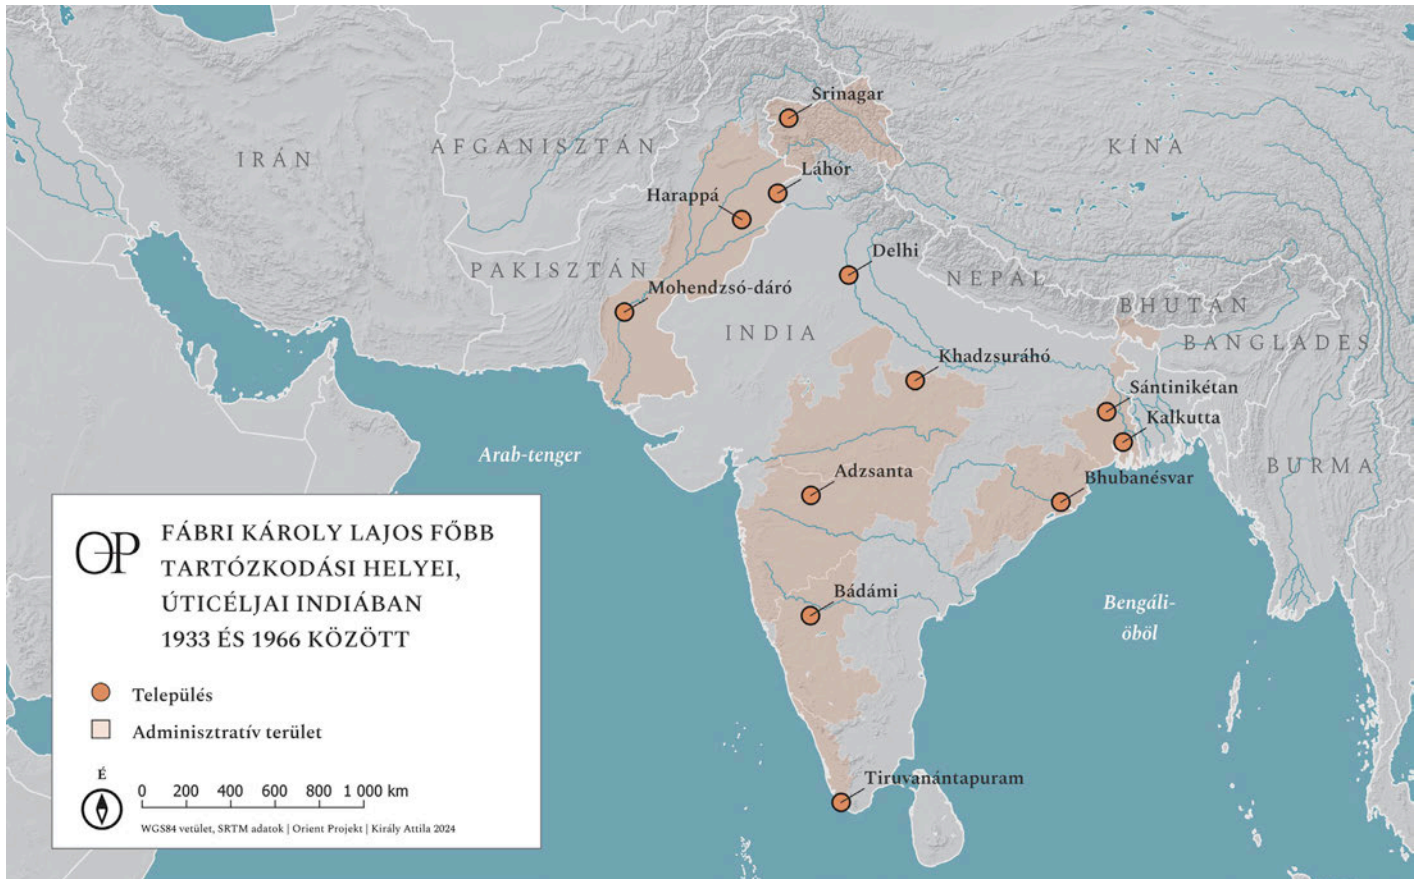 Srinagar
IRÁN
AFGANISZTÁN
KÍNA
Láhór
Harappá
Delhi
PAKISZTÁN
NEPÁL
Mohendzsó-dáró
BHUTÁN
INDIA
BANGLADES
Khadzsuráhó
Sántinikétan
Kalkutta
Arab-tenger
Adzsanta
BURMA
Bhubanésvar
Bádámi
Bengáli-
öböl
Tiruvanántapuram
OP
FÁBRI KÁROLY LAJOS FŐBB
TARTÓZKODÁSI HELYEI,
ÚTICÉLJAI INDIÁBAN
1933 ÉS 1966 KÖZÖTT
Település
Adminisztratív terület
É
0 200 400 600 800 1 000 km
WGS84 vetület, SRTM adatok | Orient Projekt | Király Attila 2024